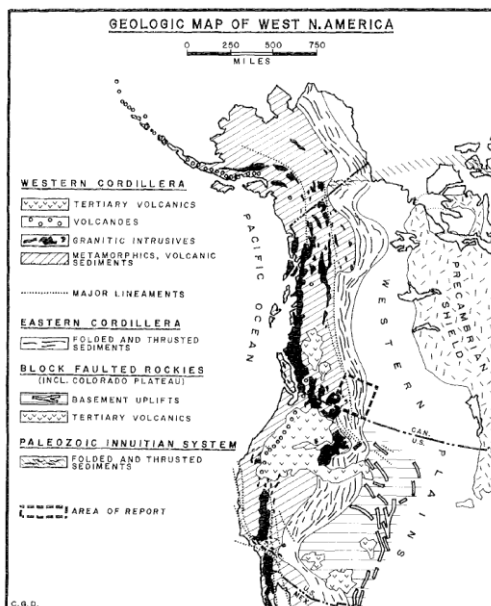 GEOLOGIC MAP OF WEST N.AMERICA
0 250 500 750
MILES
WESTERN CORDILLERA
TERTIARY VOLCANICS
VOLCANOES
GRANITIC INTRUSIVES
METAMORPHICS, VOLCANIC
SEDIMENTS
MAJOR LINEAMENTS
EASTERN CORDILLERA
FOLDED AND THRUSTED
SEDIMENTS
BLOCK FAULTED ROCKIES
(INCL. COLORADO PLATEAU)
BASEMENT UPLIFTS
TERTIARY VOLCANICS
PALEOZOIC INNUITIAN SYSTEM
FOLDED AND THRUSTED
SEDIMENTS
AREA OF REPORT
PACIFIC OCEAN
WESTERN PLAINS
PRECAMBRIAN
SHIELD
CAN.
U.S.
U.S.
MEX.
C.G.D.